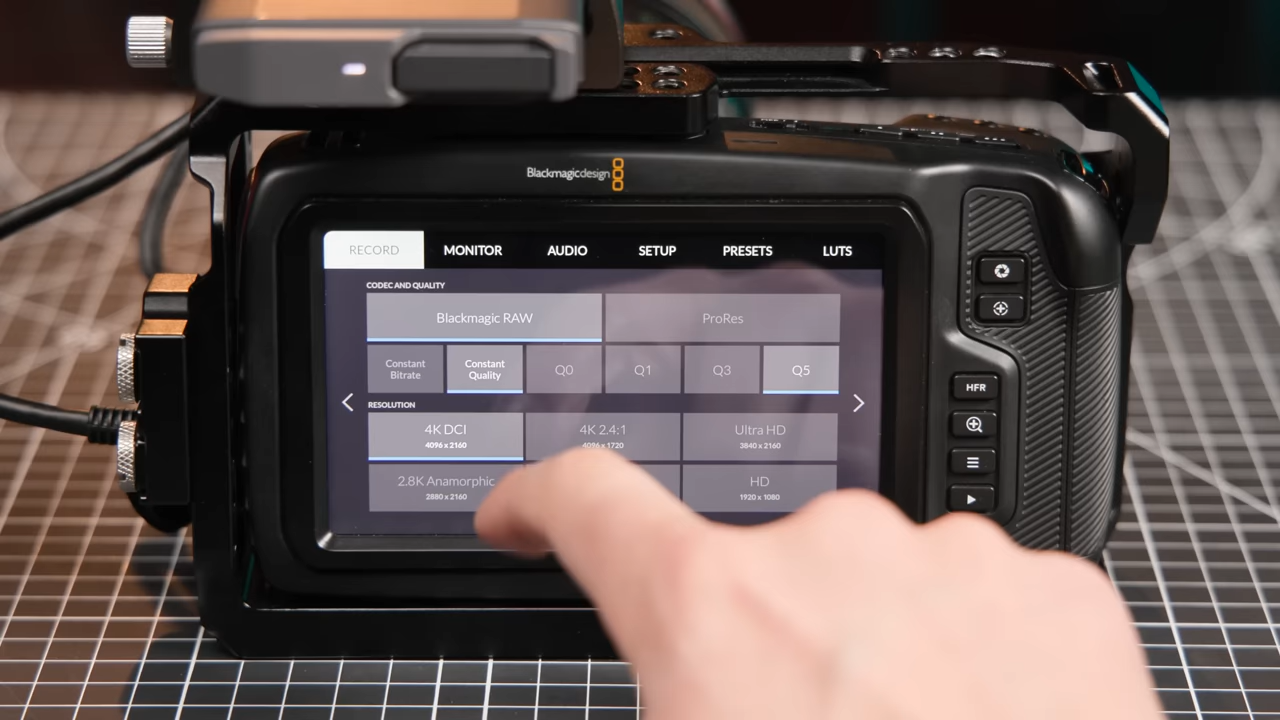 Blackmagicdesign
RECORD MONITOR AUDIO SETUP PRESETS LUTS
CODEC AND QUALITY
Blackmagic RAW ProRes
Constant Bitrate Constant Quality Q0 Q1 Q3 Q5
RESOLUTION
4K DCI 4K 2.4:1 Ultra HD
4096 x 2160 4096 x 1720 3840 x 2160
2.8K Anamorphic HD
2880 x 2160 1920 x 1080
HFR